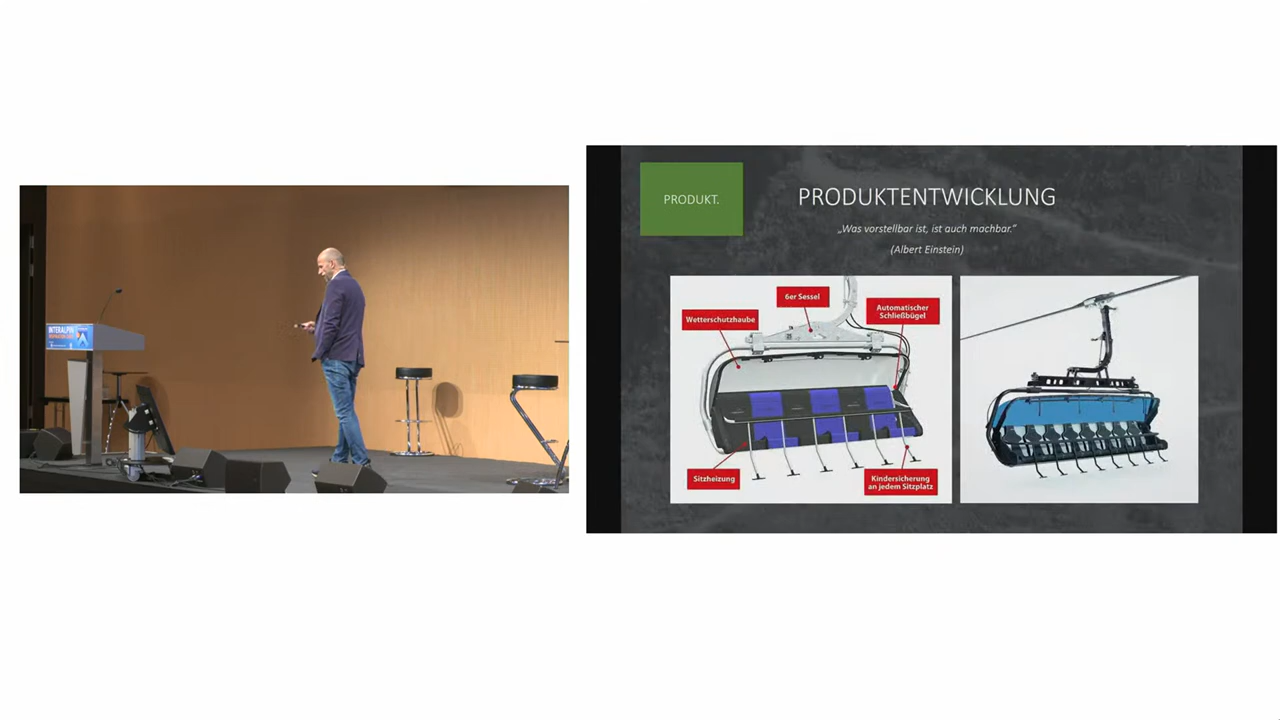 INTERALPIN
PRODUKT.
PRODUKTENTWICKLUNG
„Was vorstellbar ist, ist auch machbar.“
(Albert Einstein)
6er Sessel
Wetterschutzhaube
Automatischer
Schließbügel
Sitzheizung
Kindersicherung
an jedem Sitzplatz